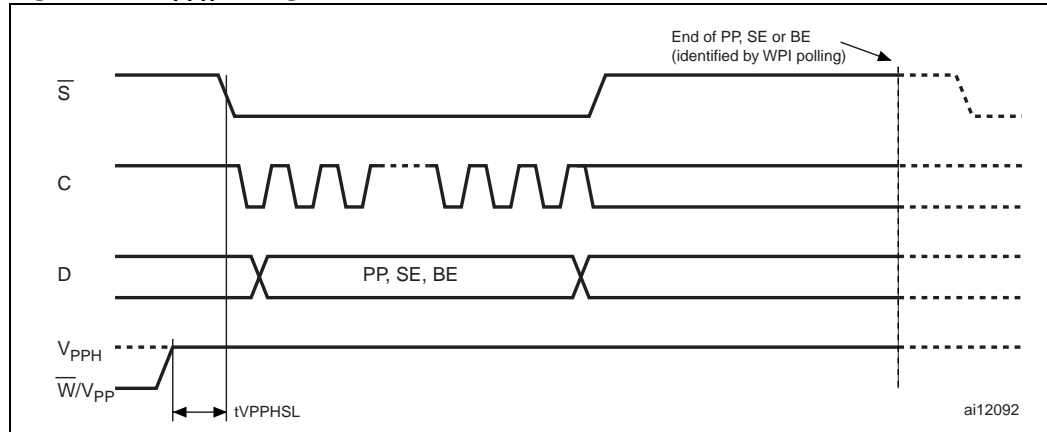 End of PP, SE or BE
(identified by WPI polling)
S̅
C
D
PP, SE, BE
VPPH
W̅/VPP
tVPPHSL
ai12092